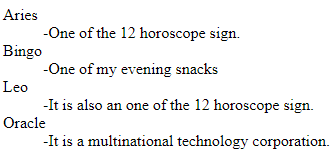 Aries
-One of the 12 horoscope sign.
Bingo
-One of my evening snacks
Leo
-It is also an one of the 12 horoscope sign.
Oracle
-It is a multinational technology corporation.